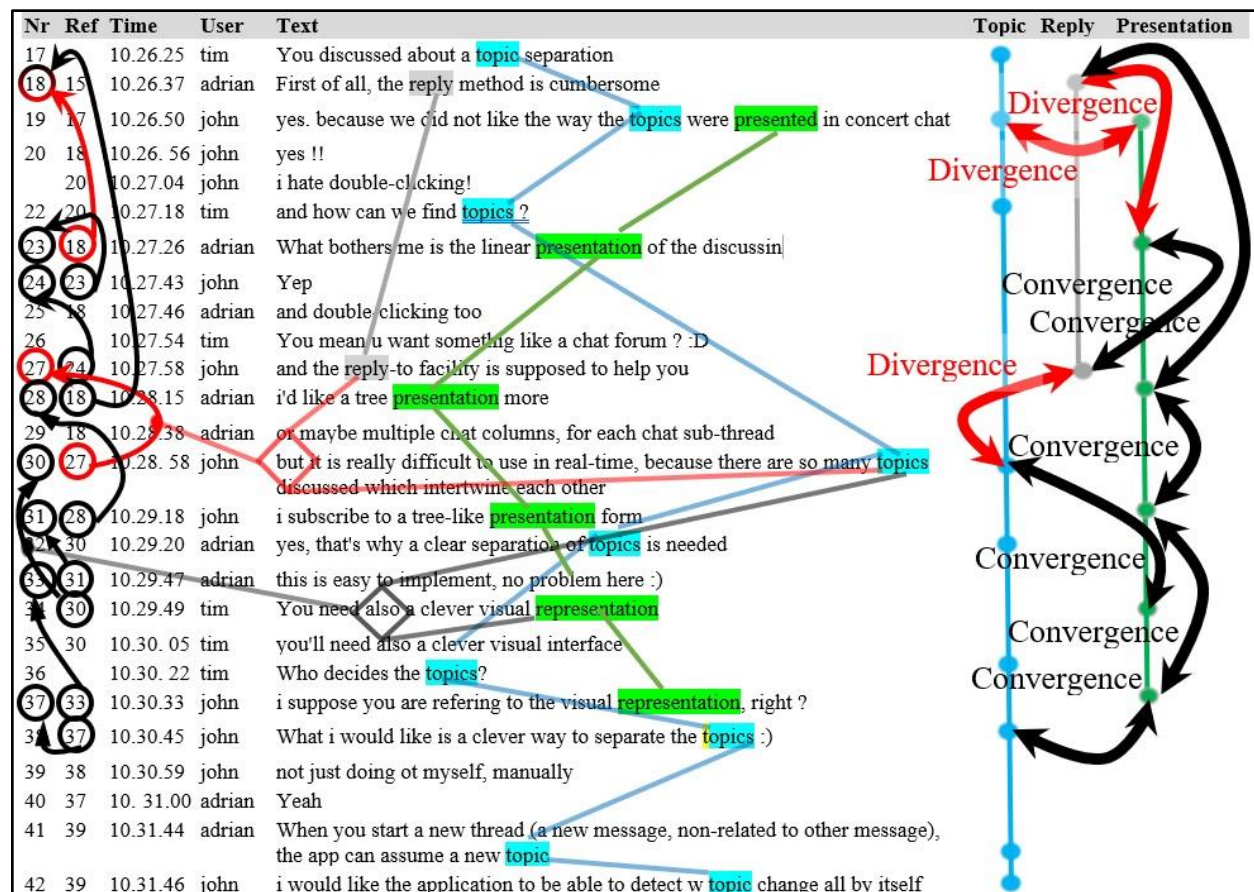 Nr Ref Time User Text Topic Reply Presentation
17 10.26.25 tim You discussed about a topic separation
18 15 10.26.37 adrian First of all, the reply method is cumbersome
Divergence
19 17 10.26.50 john yes. because we did not like the way the topics were presented in concert chat
20 18 10.26. 56 john yes !!
Divergence
20 10.27.04 john i hate double-clicking!
22 20 10.27.18 tim and how can we find topics ?
23 18 10.27.26 adrian What bothers me is the linear presentation of the discussin
24 23 10.27.43 john Yep
Convergence
25 18 10.27.46 adrian and double-clicking too
Convergence
26 10.27.54 tim You mean u want somethig like a chat forum ? :D
27 24 10.27.58 john and the reply-to facility is supposed to help you
Divergence
28 18 10.28.15 adrian i'd like a tree presentation more
29 18 10.28.38 adrian or maybe multiple chat columns, for each chat sub-thread
Convergence
30 27 10.28. 58 john but it is really difficult to use in real-time, because there are so many topics
discussed which intertwine each other
31 28 10.29.18 john i subscribe to a tree-like presentation form
32 30 10.29.20 adrian yes, that's why a clear separation of topics is needed
Convergence
33 31 10.29.47 adrian this is easy to implement, no problem here :)
34 30 10.29.49 tim You need also a clever visual representation
Convergence
35 30 10.30. 05 tim you'll need also a clever visual interface
36 10.30. 22 tim Who decides the topics?
Convergence
37 33 10.30.33 john i suppose you are refering to the visual representation, right ?
38 37 10.30.45 john What i would like is a clever way to separate the topics :)
39 38 10.30.59 john not just doing ot myself, manually
40 37 10. 31.00 adrian Yeah
41 39 10.31.44 adrian When you start a new thread (a new message, non-related to other message),
the app can assume a new topic
42 39 10.31.46 john i would like the application to be able to detect w topic change all by itself